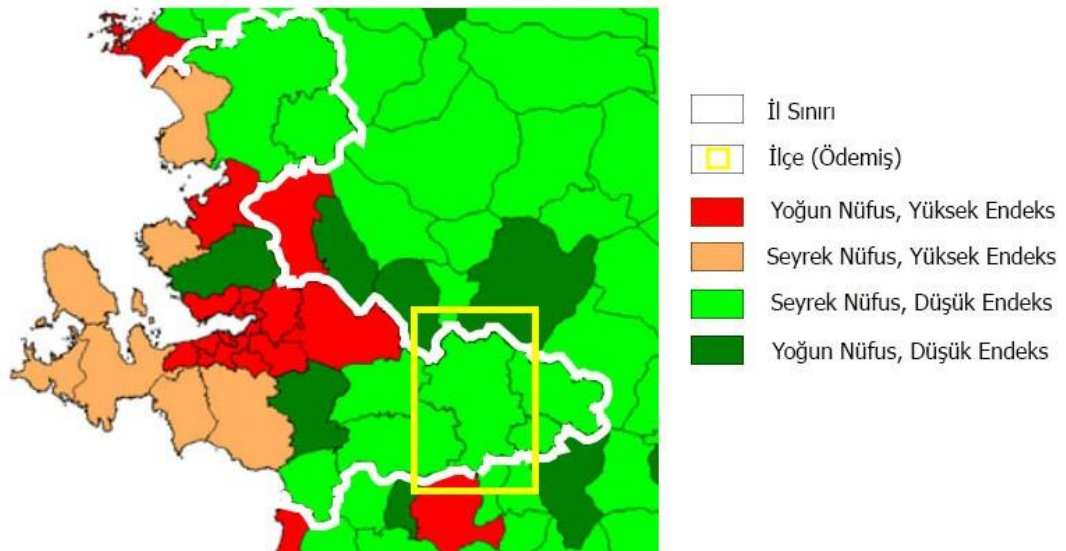 İl Sınırı
İlçe (Ödemiş)
Yoğun Nüfus, Yüksek Endeks
Seyrek Nüfus, Yüksek Endeks
Seyrek Nüfus, Düşük Endeks
Yoğun Nüfus, Düşük Endeks